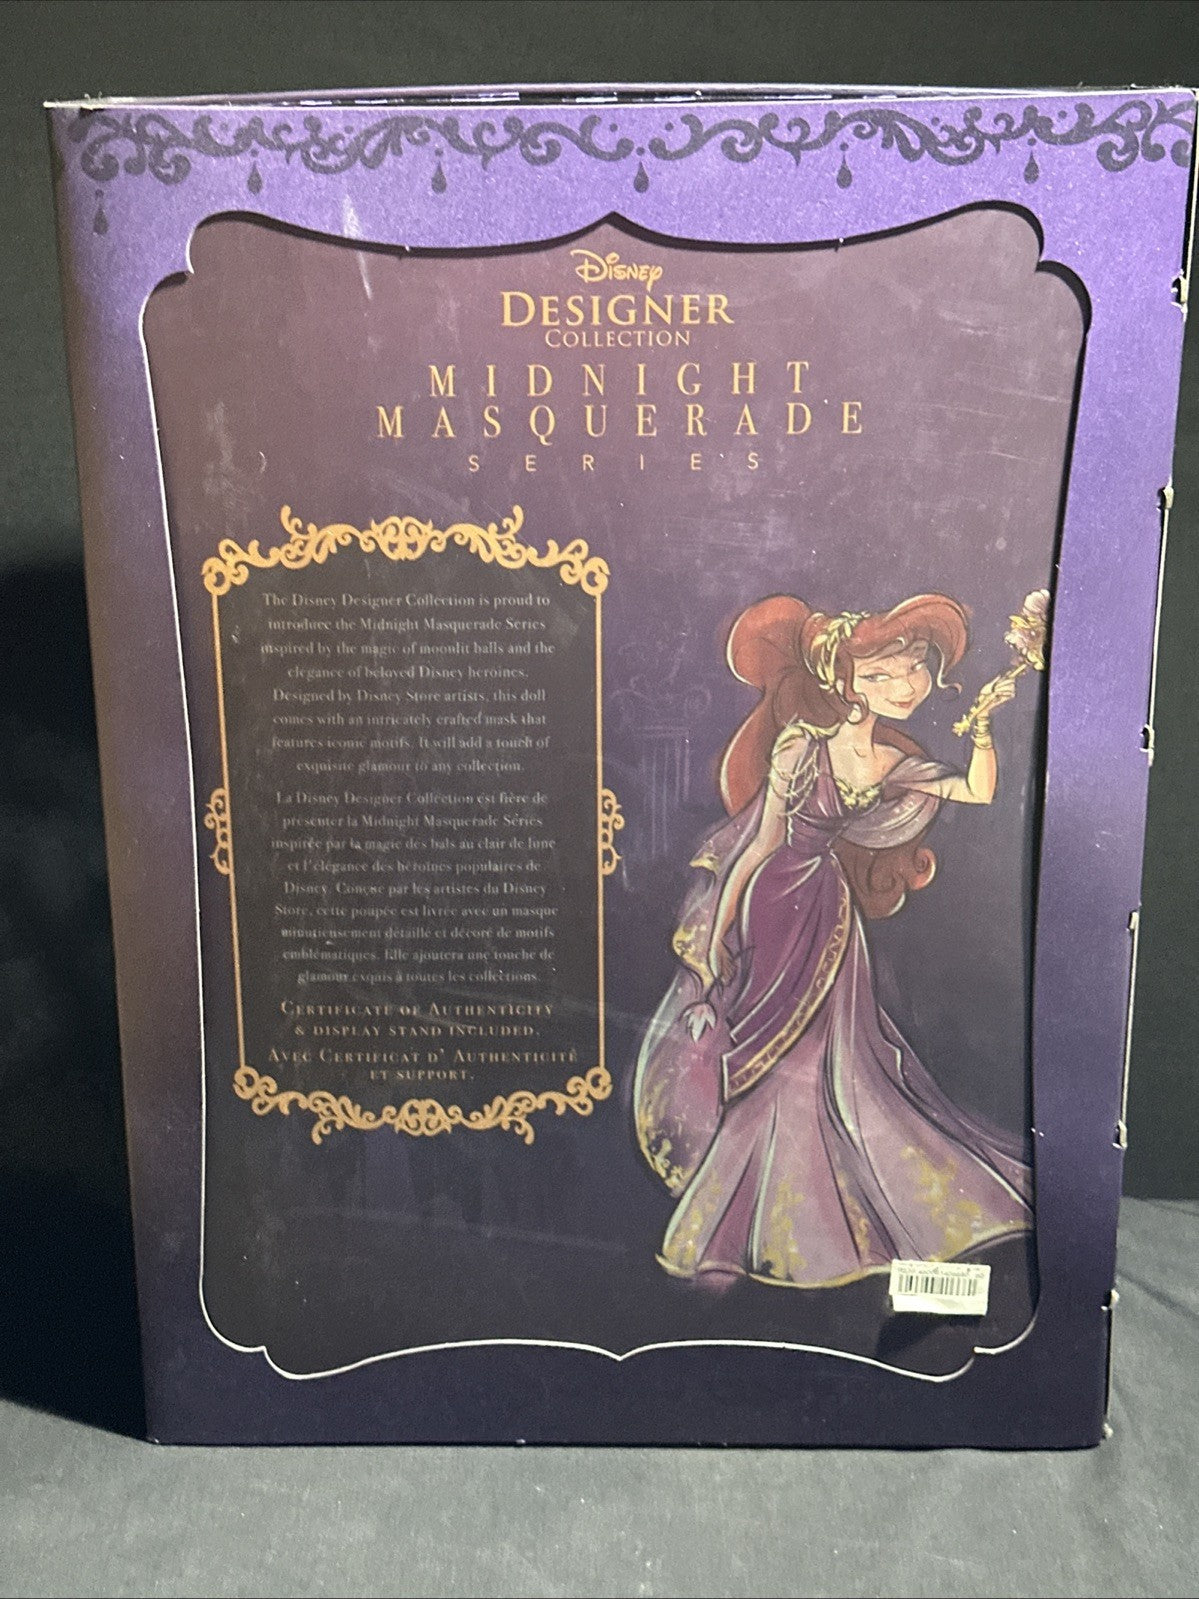 Disney
DESIGNER
COLLECTION
MIDNIGHT
MASQUERADE
SERIES
The Disney Designer Collection is proud to
introduce the Midnight Masquerade Series
inspired by the magic of moonlit balls and the
elegance of beloved Disney heroines.
Designed by Disney Store artists, this doll
comes with an intricately crafted mask that
features iconic motifs. It will add a touch of
exquisite glamour to any collection.
La Disney Designer Collection est fière de
presenter la Midnight Masquerade Séries
inspirée par la magie des bals au clair de lune
et l'élégance des héroïnes populaires de
Disney. Conçue par les artistes du Disney
Store, cette poupée est livrée avec un masque
minutieusement détaillé et décoré de motifs
emblématiques. Elle ajoutera une touche de
glamour exquis à toutes les collections.
CERTIFICATE OF AUTHENTICITY
& DISPLAY STAND INCLUDED.
AVEC CERTIFICAT D' AUTHENTICITÉ
ET SUPPORT.